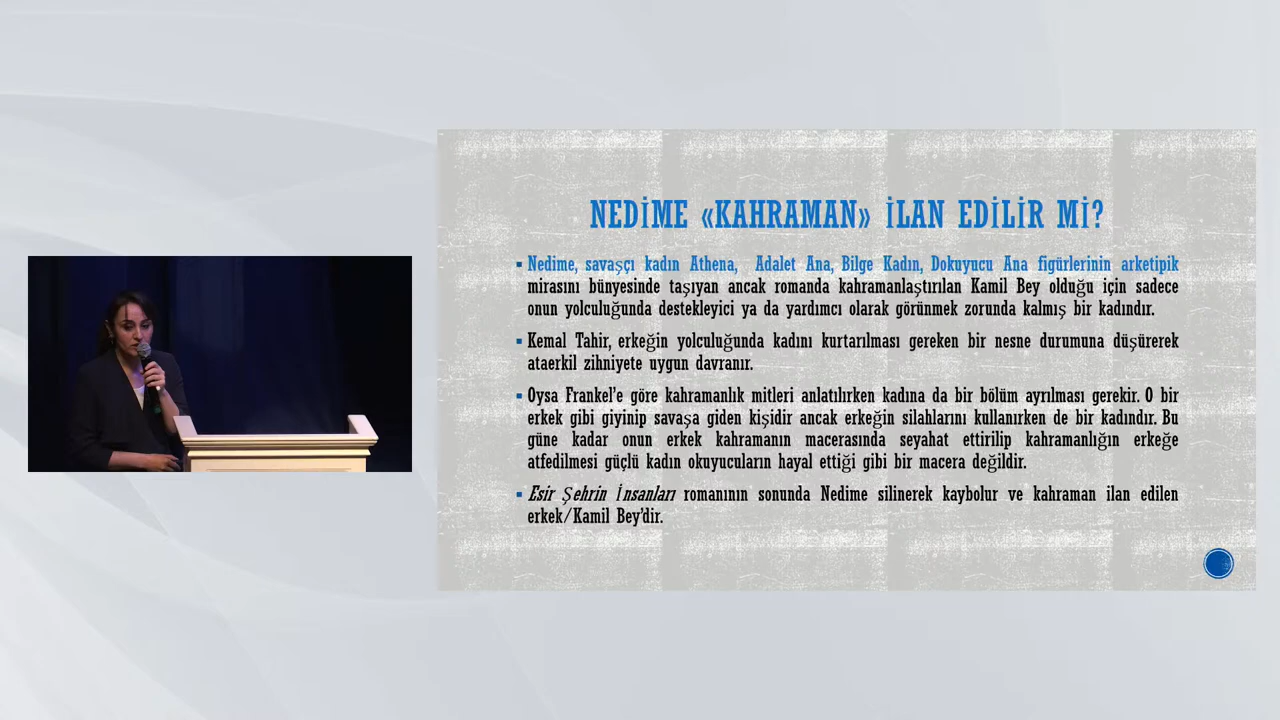 NEDİME «KAHRAMAN» İLAN EDİLİR Mİ?
Nedime, savaşçı kadın Athena, Adalet Ana, Bilge Kadın, Dokuyucu Ana figürlerinin arketipik
mirasını bünyesinde taşıyan ancak romanda kahramanlaştırılan Kamil Bey olduğu için sadece
onun yolculuğunda destekleyici ya da yardımcı olarak görünmek zorunda kalmış bir kadındır.
Kemal Tahir, erkeğin yolculuğunda kadını kurtarılması gereken bir nesne durumuna düşürerek
ataerkil zihniyete uygun davranır.
Oysa Frankel’e göre kahramanlık mitleri anlatılırken kadına da bir bölüm ayrılması gerekir. O bir
erkek gibi giyinip savaşa giden kişidir ancak erkeğin silahlarını kullanırken de bir kadındır. Bu
güne kadar onun erkek kahramanın macerasında seyahat ettirilip kahramanlığın erkeğe
atfedilmesi güçlü kadın okuyucuların hayal ettiği gibi bir macera değildir.
Esir Şehrin İnsanları romanının sonunda Nedime silinerek kaybolur ve kahraman ilan edilen
erkek/Kamil Bey’dir.